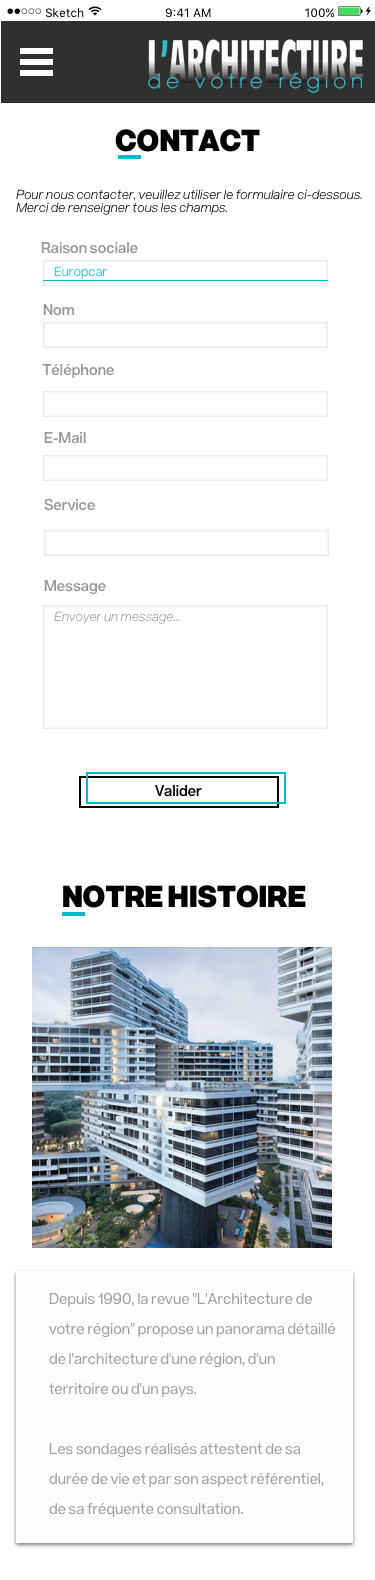 Sketch 9:41 AM 100%
L'ARCHITECTURE
de votre région
CONTACT
Pour nous contacter, veuillez utiliser le formulaire ci-dessous.
Merci de renseigner tous les champs.
Raison sociale
Europcar
Nom
Téléphone
E-Mail
Service
Message
Envoyer un message...
Valider
NOTRE HISTOIRE
Depuis 1990, la revue "L'Architecture de
votre région" propose un panorama détaillé
de l'architecture d'une région, d'un
territoire ou d'un pays.
Les sondages réalisés attestent de sa
durée de vie et par son aspect référentiel,
de sa fréquente consultation.